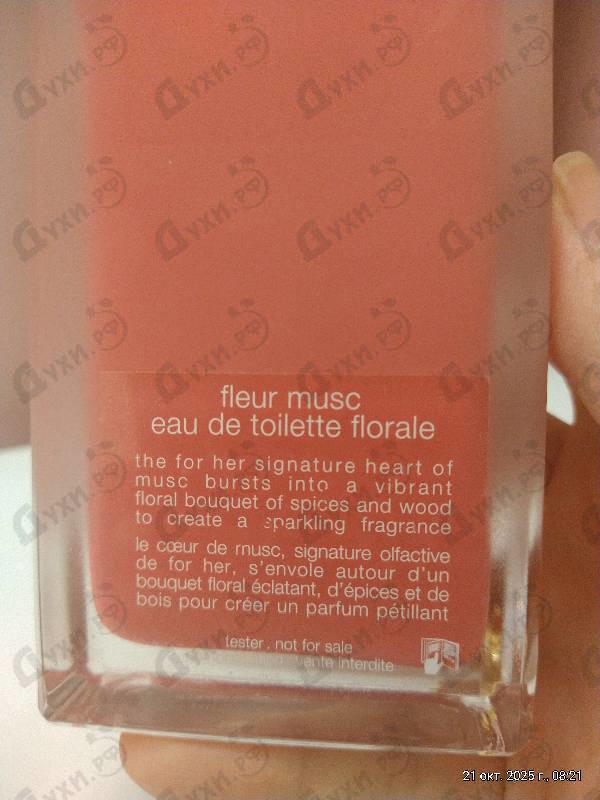 fleur musc
eau de toilette florale
the for her signature heart of
musc bursts into a vibrant
floral bouquet of spices and wood
to create a sparkling fragrance
le cœur de musc, signature olfactive
de for her, s'envole autour d'un
bouquet floral éclatant, d'épices et de
bois pour créer un parfum pétillant
tester. not for sale
vente interdite
21 окт. 2025 г., 08:21
Духи.рф